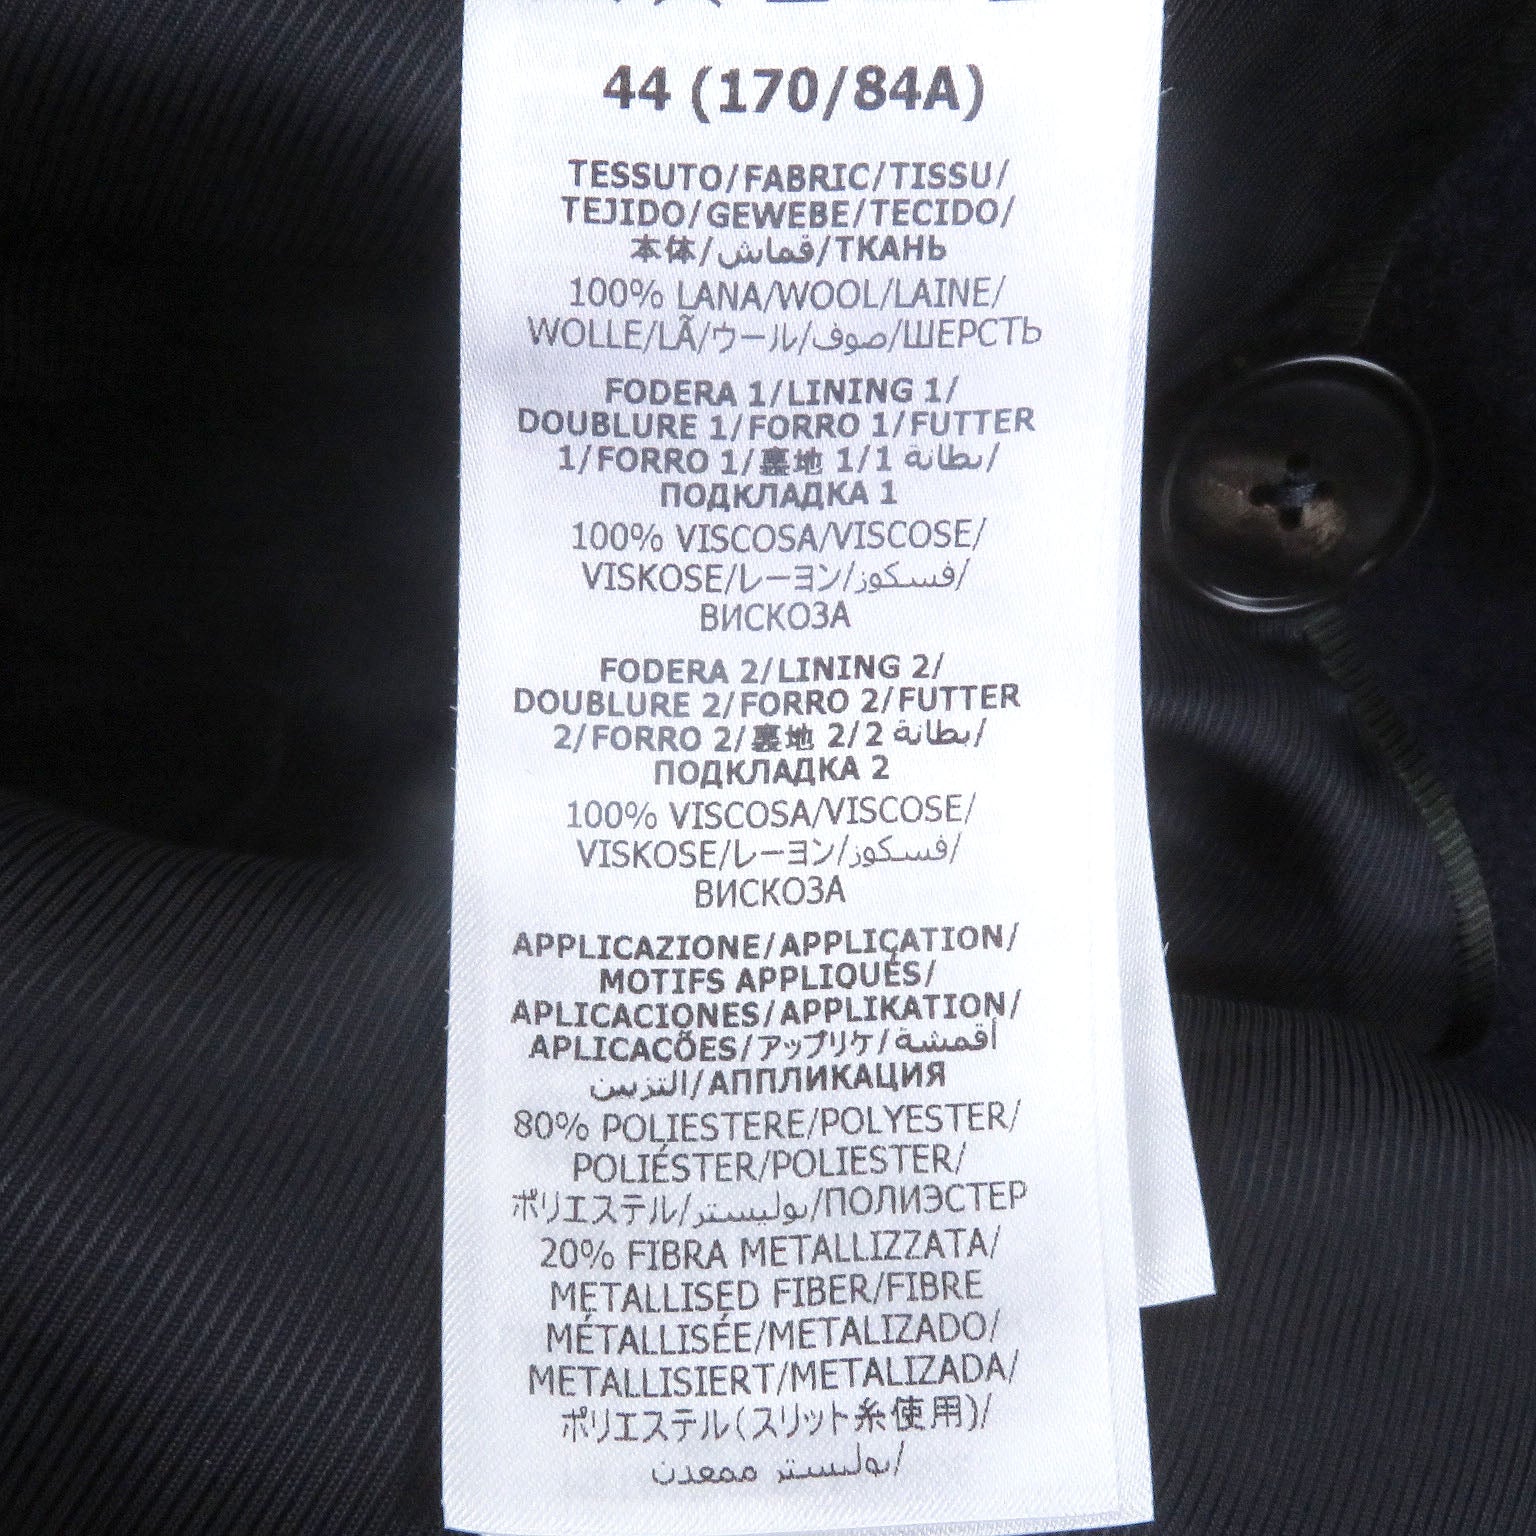 44 (170/84A)
TESSUTO/FABRIC/TISSU/
TEJIDO/GEWEBE/TECIDO/
本体/قماش/ТКАНЬ
100% LANA/WOOL/LAINE/
WOLLE/LÃ/ウール/صوف/ШЕРСТЬ
FODERA 1/LINING 1/
DOUBLURE 1/FORRO 1/FUTTER
1/FORRO 1/裏地 1/1 بطانة/
ПОДКЛАДКА 1
100% VISCOSA/VISCOSE/
VISKOSE/レーヨン/فسكوز/
ВИСКОЗА
FODERA 2/LINING 2/
DOUBLURE 2/FORRO 2/FUTTER
2/FORRO 2/裏地 2/2 بطانة/
ПОДКЛАДКА 2
100% VISCOSA/VISCOSE/
VISKOSE/レーヨン/فسكوز/
ВИСКОЗА
APPLICAZIONE/APPLICATION/
MOTIFS APPLIQUÉS/
APLICACIONES/APPLIKATION/
APLICACÕES/アップリケ/أقمشة
التزيين/АППЛИКАЦИЯ
80% POLIESTERE/POLYESTER/
POLIÉSTER/POLIESTER/
ポリエステル/بوليستر/ПОЛИЭСТЕР
20% FIBRA METALLIZZATA/
METALLISED FIBER/FIBRE
MÉTALLISÉE/METALIZADO/
METALLISIERT/METALIZADA/
ポリエステル(スリット糸使用)/
بوليستر ممعدن/